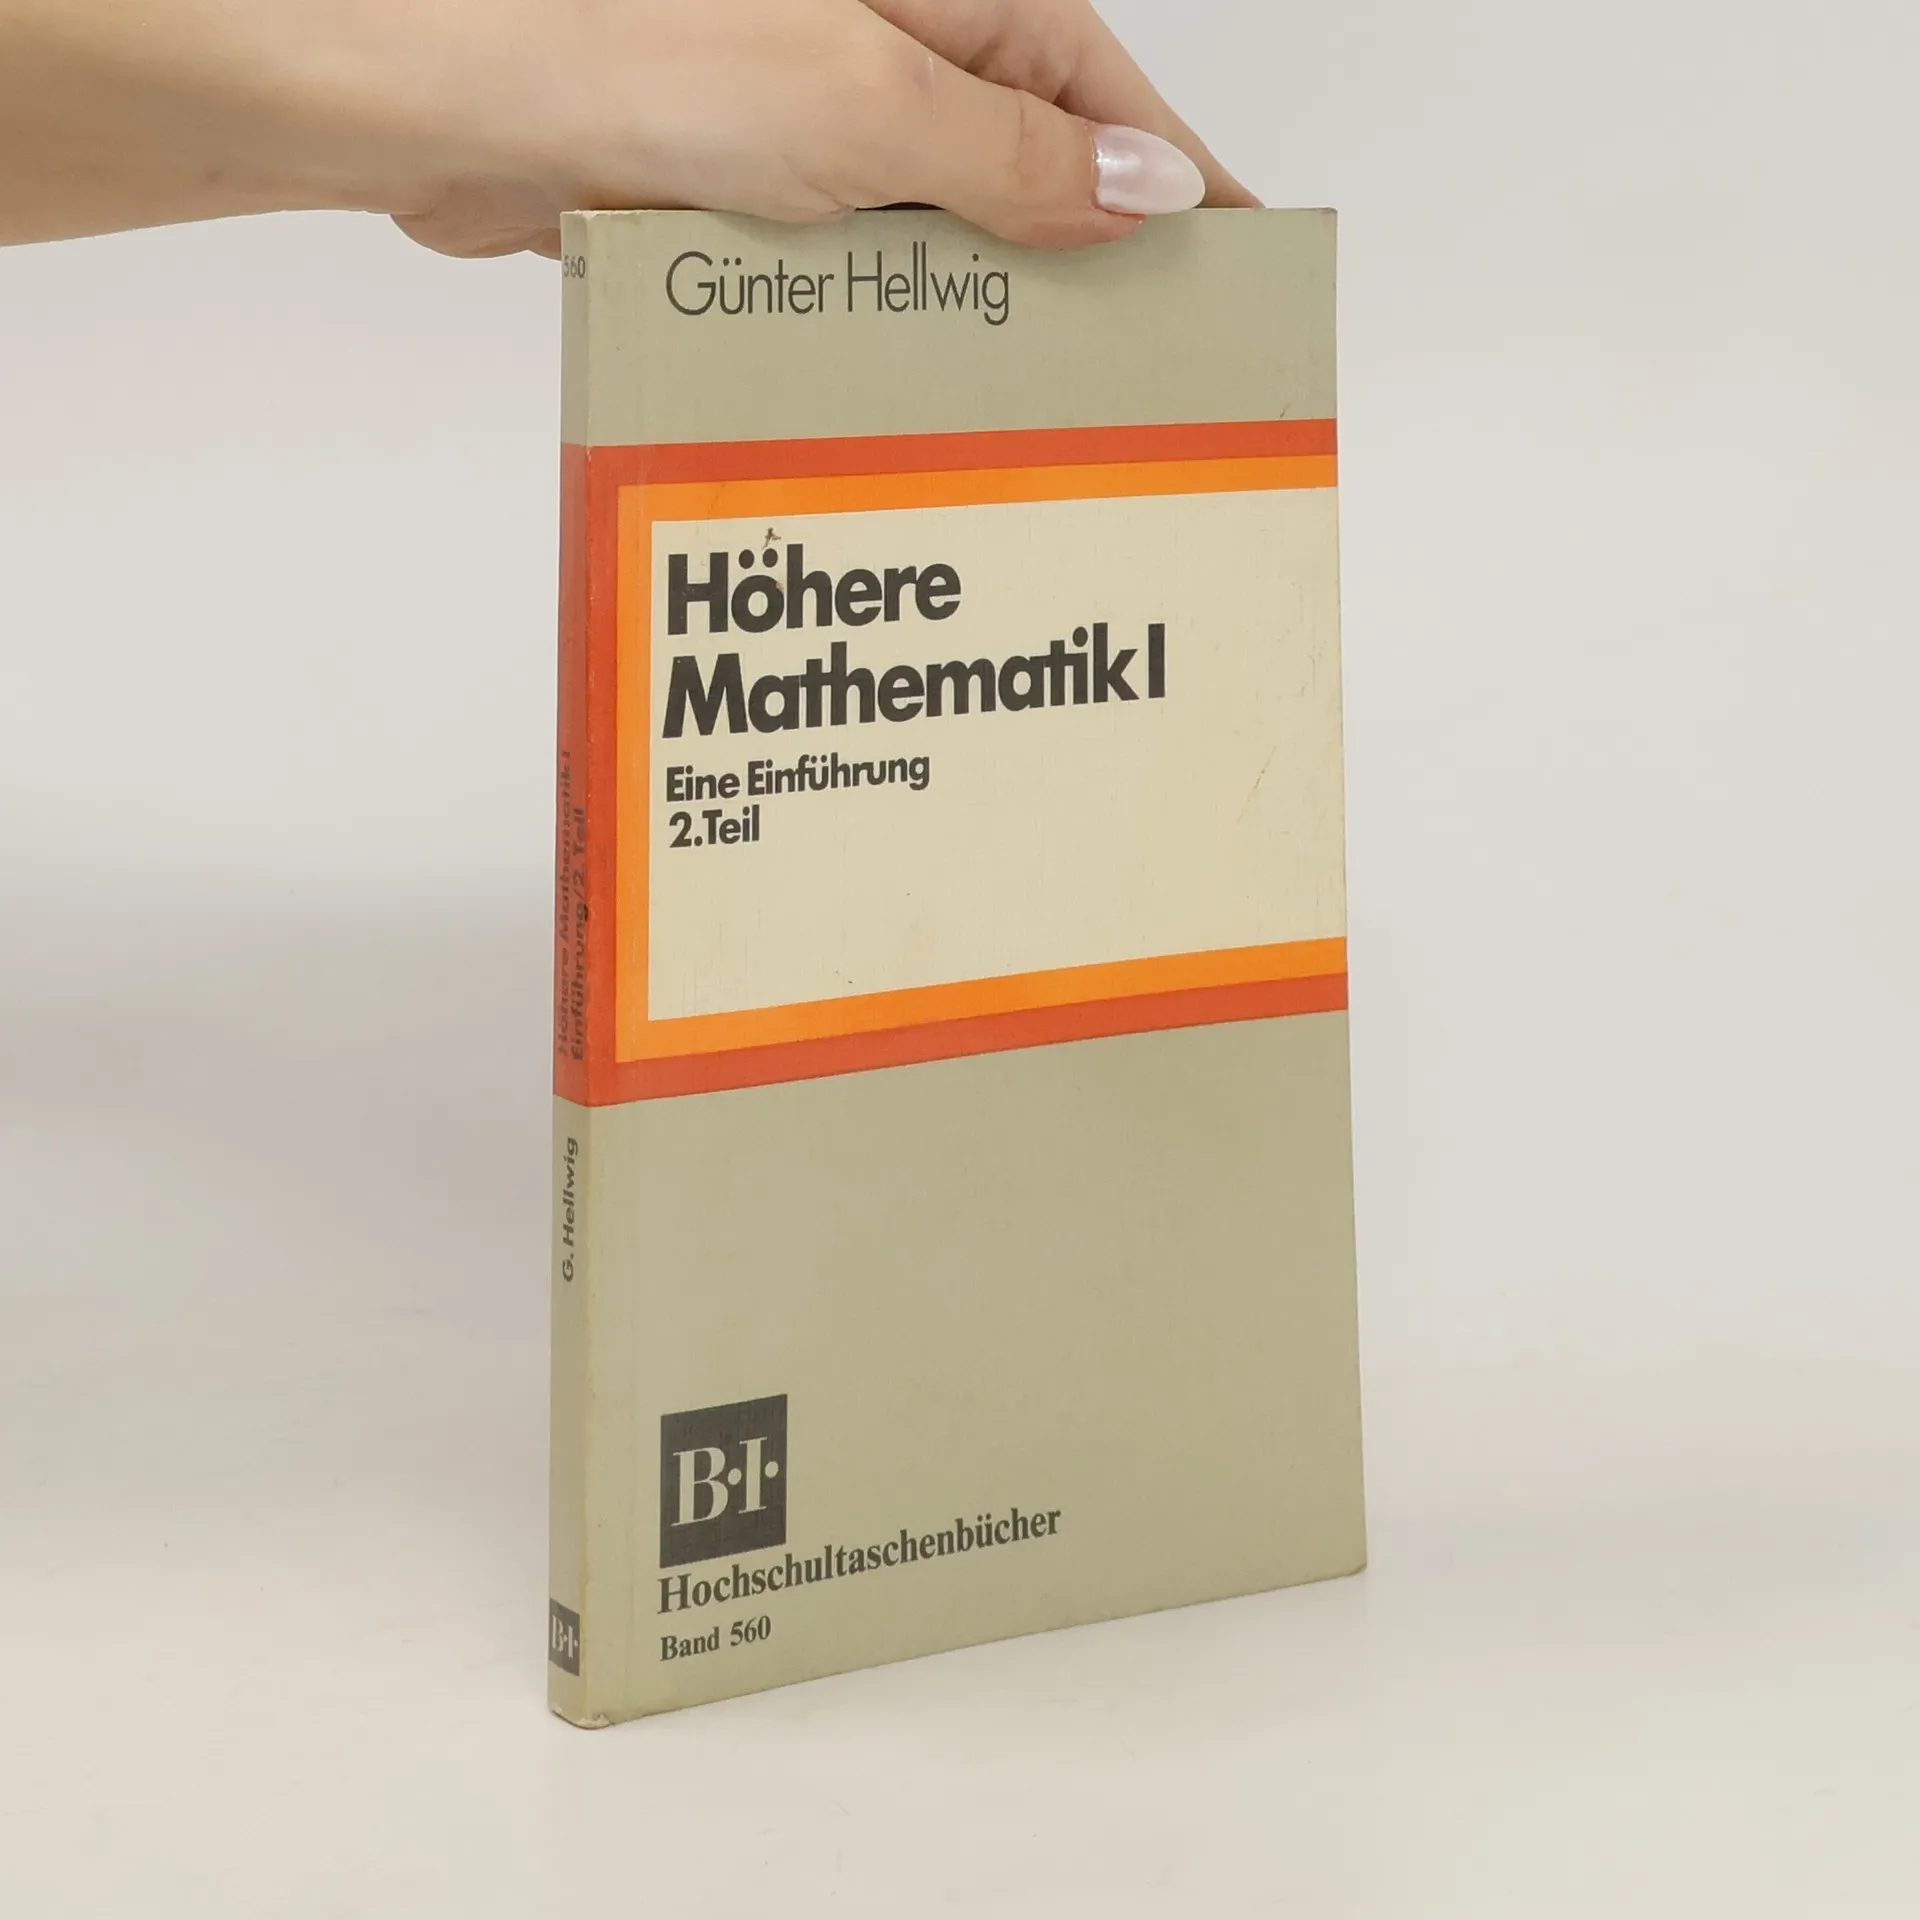 Günter Hellwig
Höhere
Mathematik I
Eine Einführung
2. Teil
B·I·
Hochschultaschenbücher
Band 560
560
Höhere Mathematik I
Einführung/2. Teil
G. Hellwig
B·I·